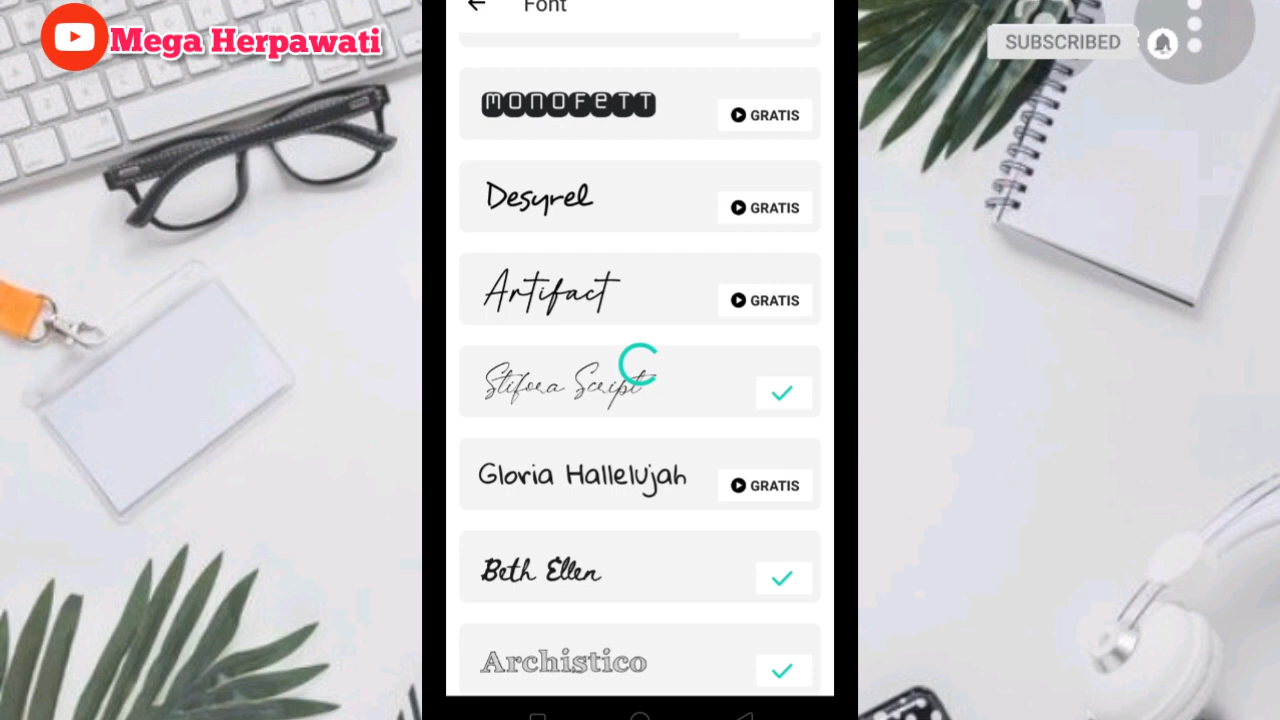 Mega Herpawati
Font
SUBSCRIBED
MONOFETT
GRATIS
Desyrel
GRATIS
Artifact
GRATIS
Stifora Script
Gloria Hallelujah
GRATIS
Beth Ellen
Archistico